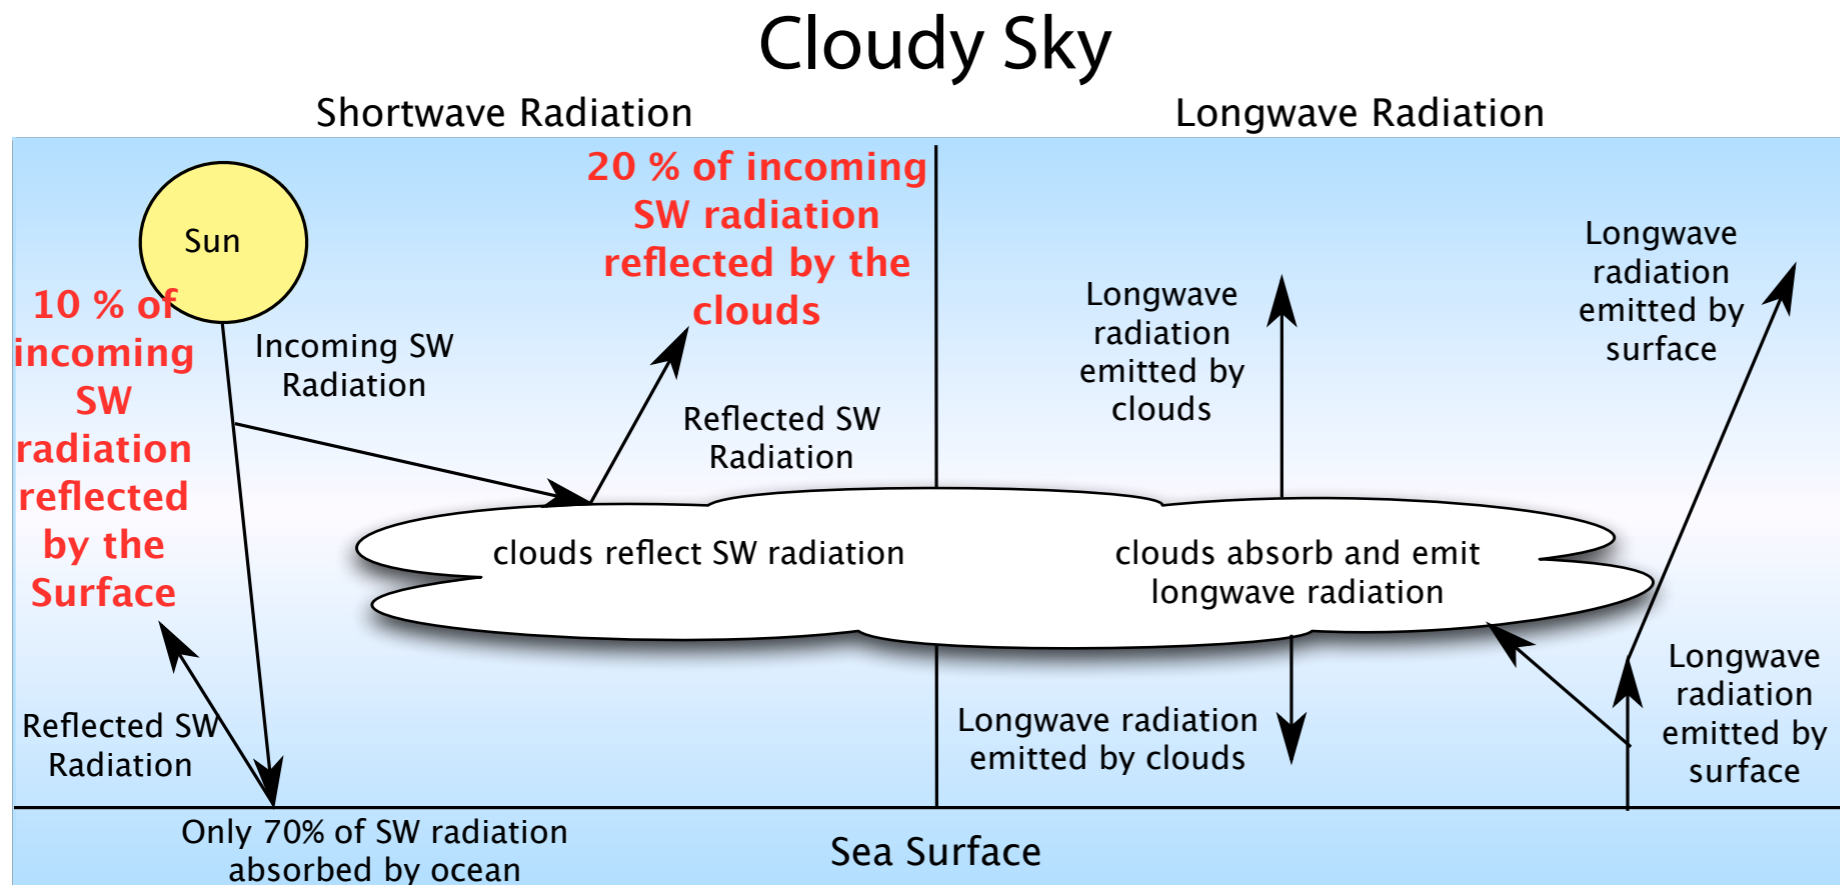 Cloudy Sky
Shortwave Radiation
Longwave Radiation
Sun
10 % of
incoming
SW
radiation
reflected
by the
Surface
Incoming SW
Radiation
20 % of incoming
SW radiation
reflected by the
clouds
Reflected SW
Radiation
clouds reflect SW radiation
Reflected SW
Radiation
Only 70% of SW radiation
absorbed by ocean
Longwave
radiation
emitted by
clouds
Longwave
radiation
emitted by
surface
clouds absorb and emit
longwave radiation
Longwave radiation
emitted by clouds
Longwave
radiation
emitted by
surface
Sea Surface